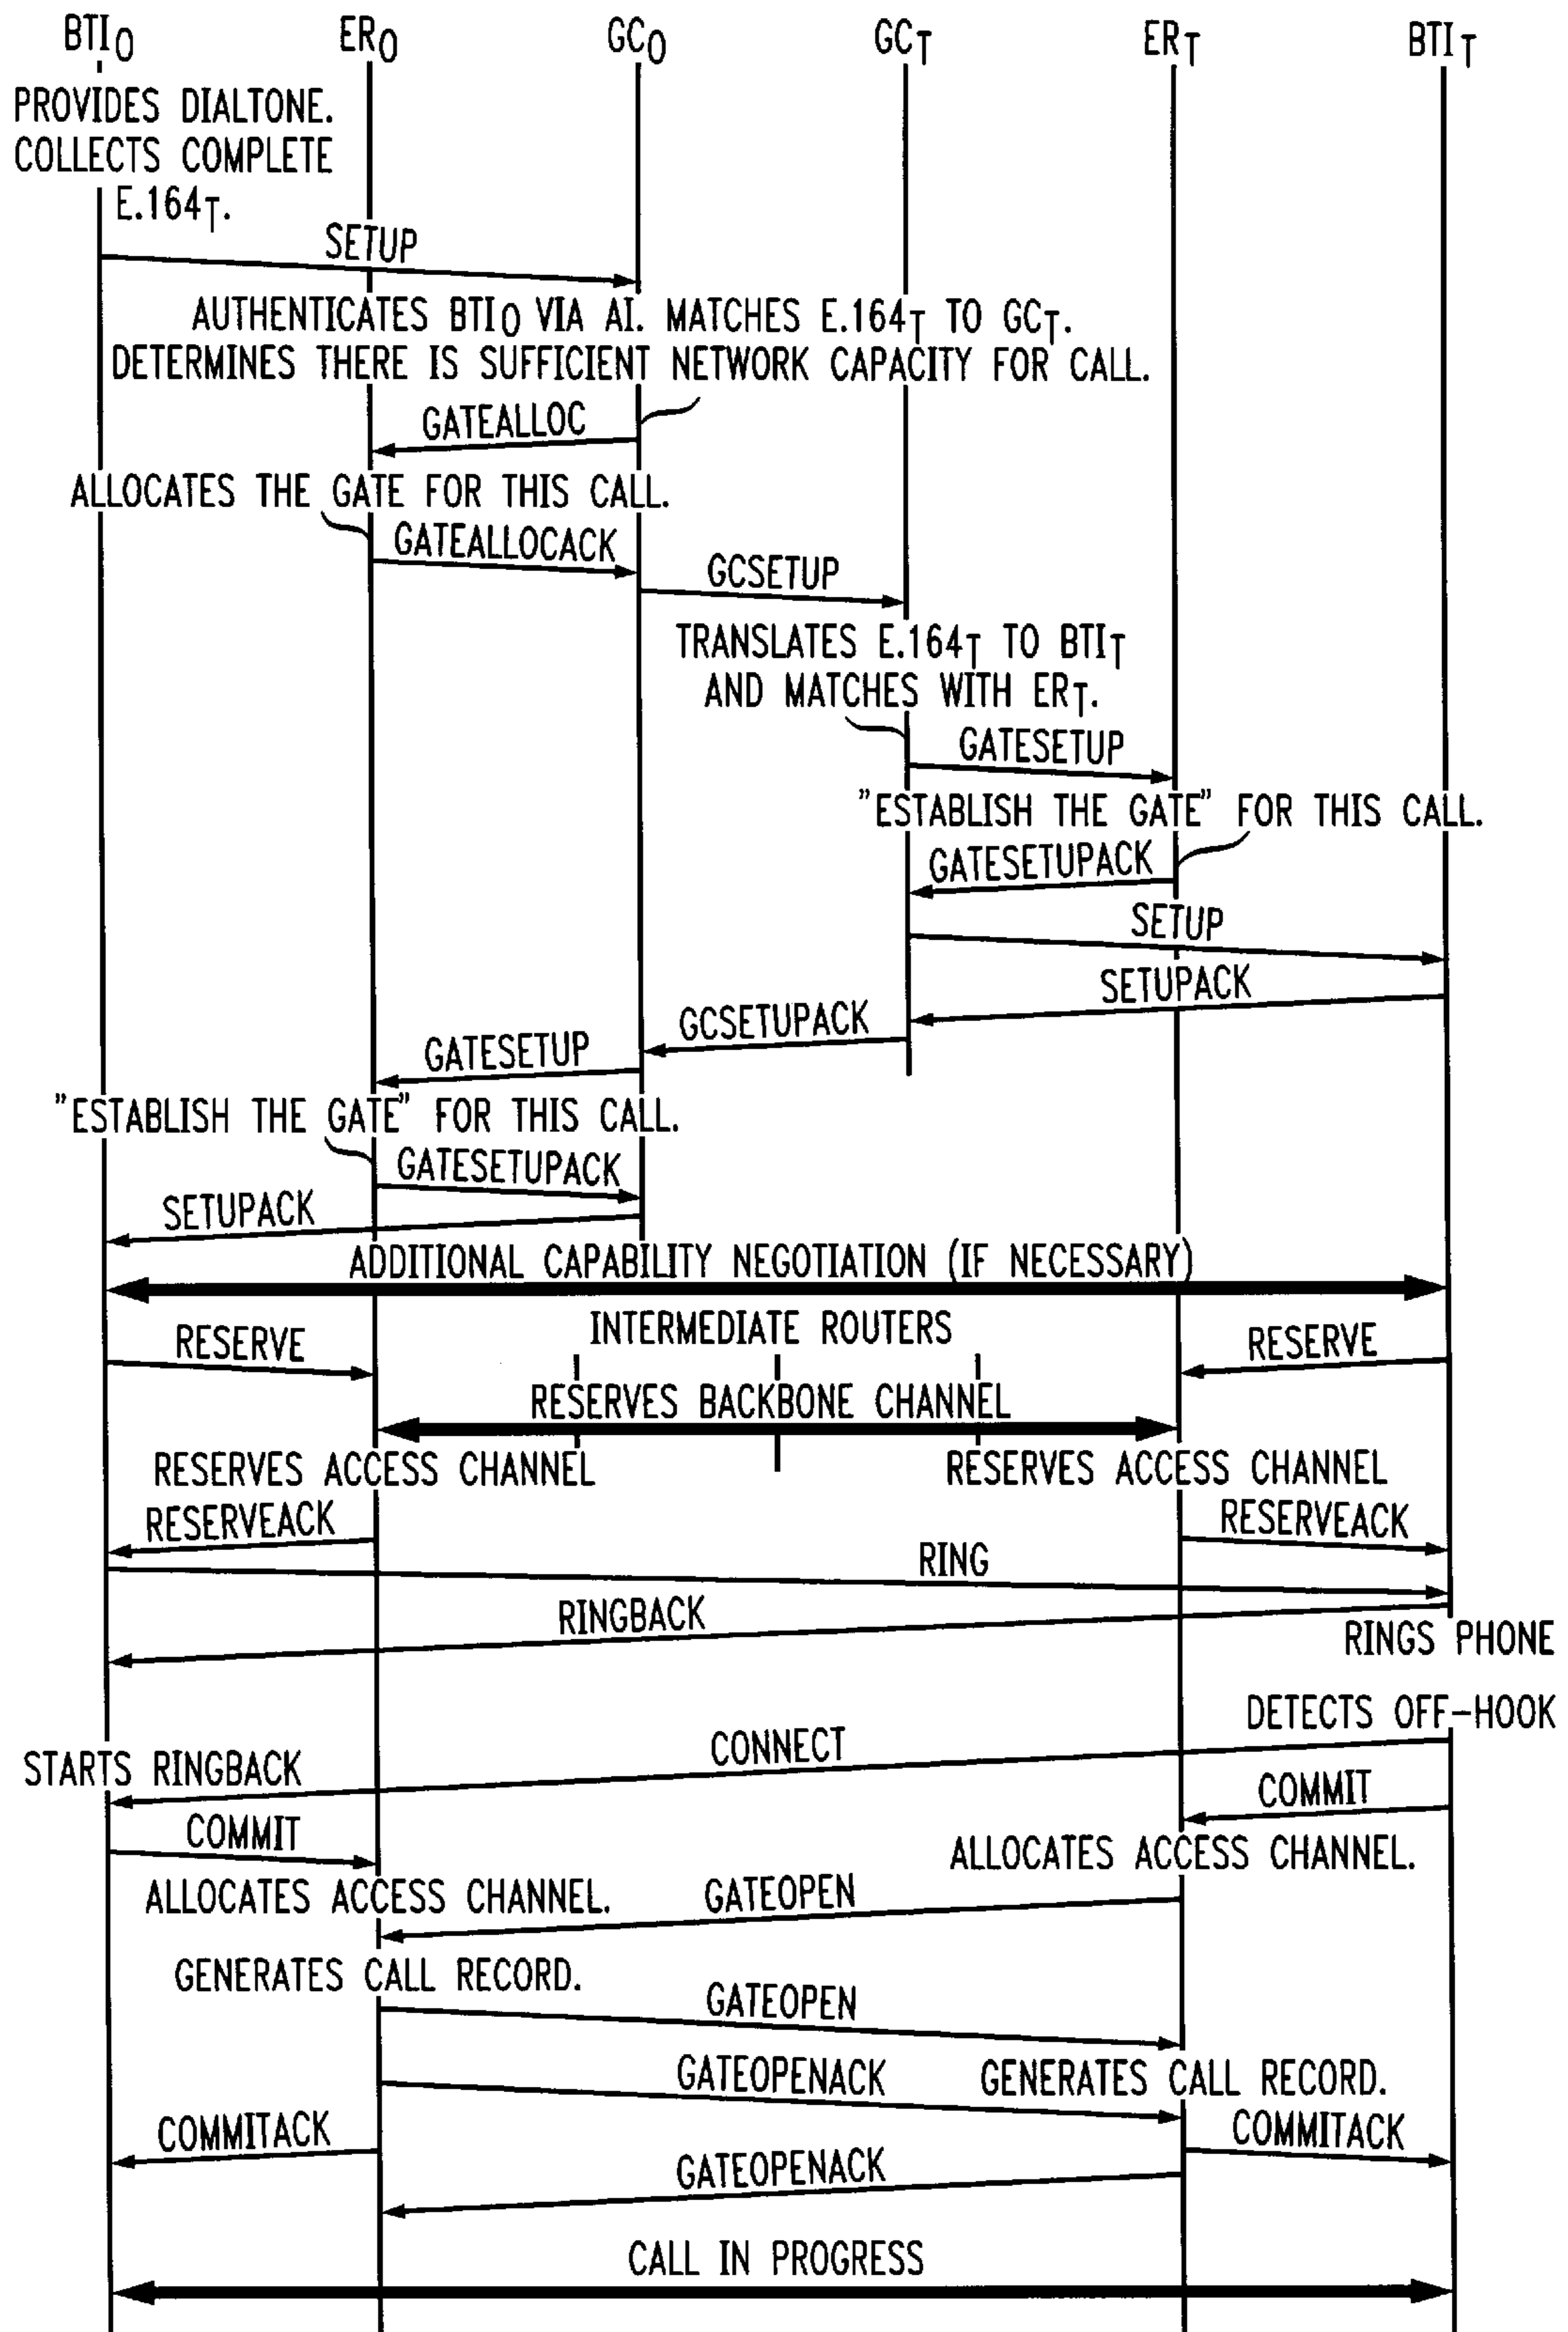 BTIO ERO GCO GCT ERT BTIT
PROVIDES DIALTONE.
COLLECTS COMPLETE
E.164T.
SETUP
AUTHENTICATES BTIO VIA AI. MATCHES E.164T TO GCT.
DETERMINES THERE IS SUFFICIENT NETWORK CAPACITY FOR CALL.
GATEALLOC
ALLOCATES THE GATE FOR THIS CALL.
GATEALLOCACK
GCSETUP
TRANSLATES E.164T TO BTIT
AND MATCHES WITH ERT.
GATESETUP
"ESTABLISH THE GATE" FOR THIS CALL.
GATESETUPACK
SETUP
SETUPACK
GCSETUPACK
GATESETUP
"ESTABLISH THE GATE" FOR THIS CALL.
GATESETUPACK
SETUPACK
ADDITIONAL CAPABILITY NEGOTIATION (IF NECESSARY)
INTERMEDIATE ROUTERS
RESERVE RESERVE
RESERVES BACKBONE CHANNEL
RESERVES ACCESS CHANNEL RESERVES ACCESS CHANNEL
RESERVEACK RESERVEACK
RING
RINGBACK
RINGS PHONE
DETECTS OFF-HOOK
CONNECT
STARTS RINGBACK
COMMIT
COMMIT
ALLOCATES ACCESS CHANNEL.
ALLOCATES ACCESS CHANNEL. GATEOPEN
GENERATES CALL RECORD.
GATEOPEN
GATEOPENACK GENERATES CALL RECORD.
COMMITACK COMMITACK
GATEOPENACK
CALL IN PROGRESS